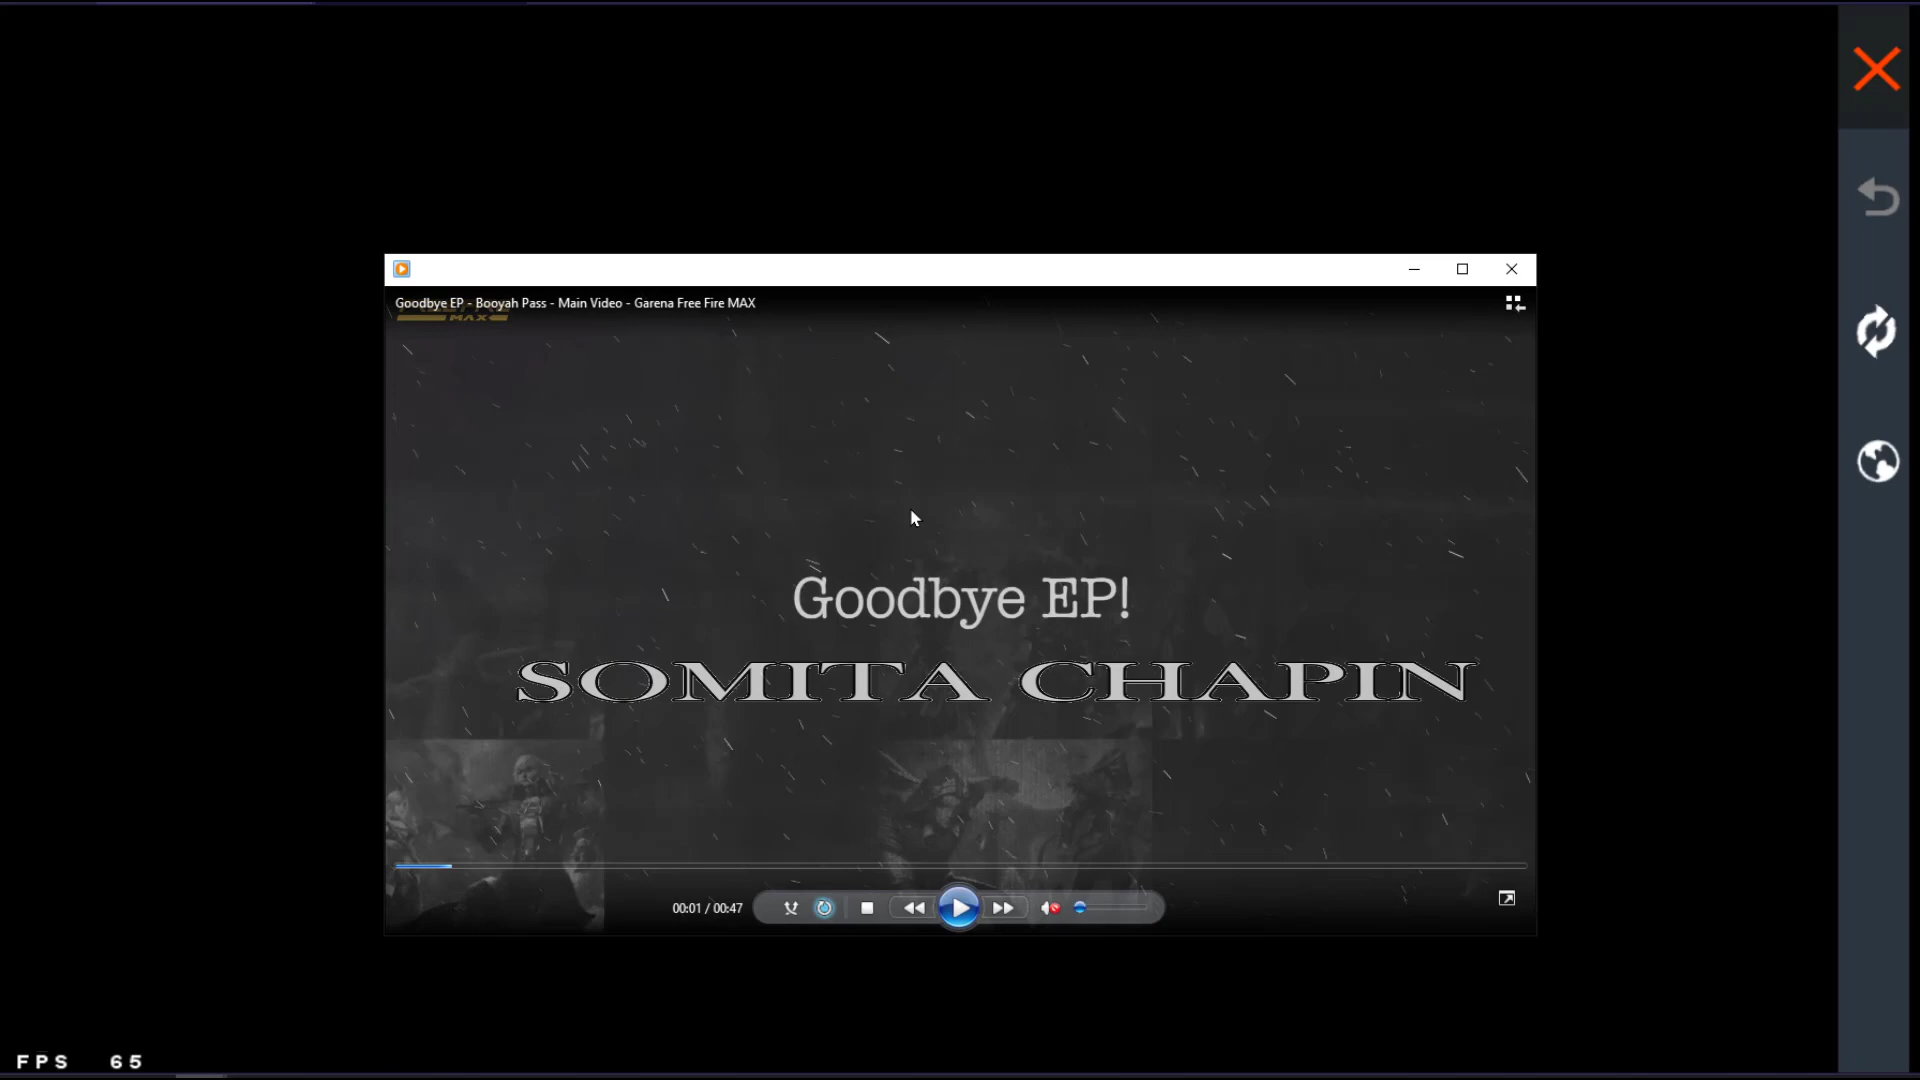 Goodbye EP - Booyah Pass - Main Video - Garena Free Fire MAX
MAX
Goodbye EP!
SOMITA CHAPIN
00:01 / 00:47
FPS 65